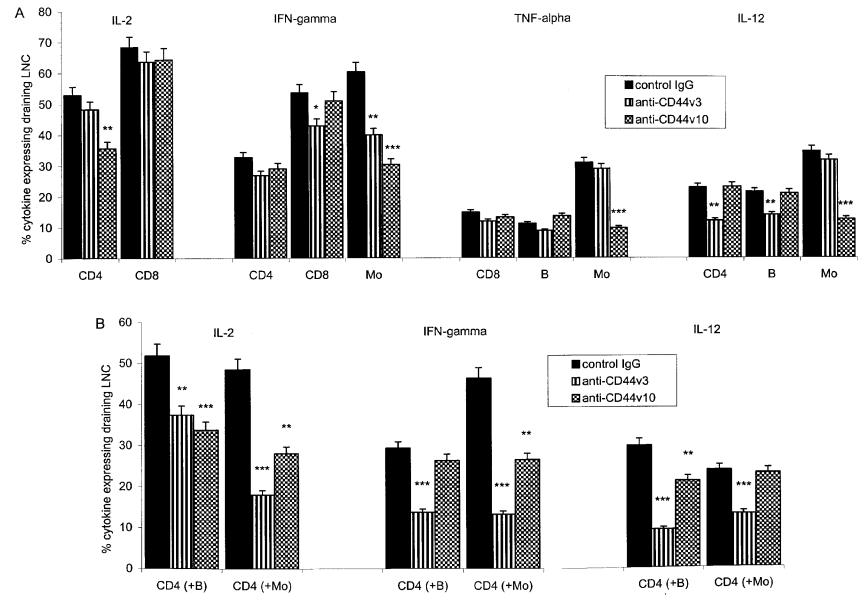 A
IL-2 IFN-gamma TNF-alpha IL-12
% cytokine expressing draining LNC
80
70
60
50
40
30
20
10
0
control IgG
anti-CD44v3
anti-CD44v10
**
* ** ***
***
** ** ***
CD4 CD8 CD4 CD8 Mo CD8 B Mo CD4 B Mo
B
IL-2 IFN-gamma IL-12
% cytokine expressing draining LNC
60
50
40
30
20
10
0
control IgG
anti-CD44v3
anti-CD44v10
** *** *** **
*** *** **
*** ** ***
CD4 (+B) CD4 (+Mo) CD4 (+B) CD4 (+Mo) CD4 (+B) CD4 (+Mo)